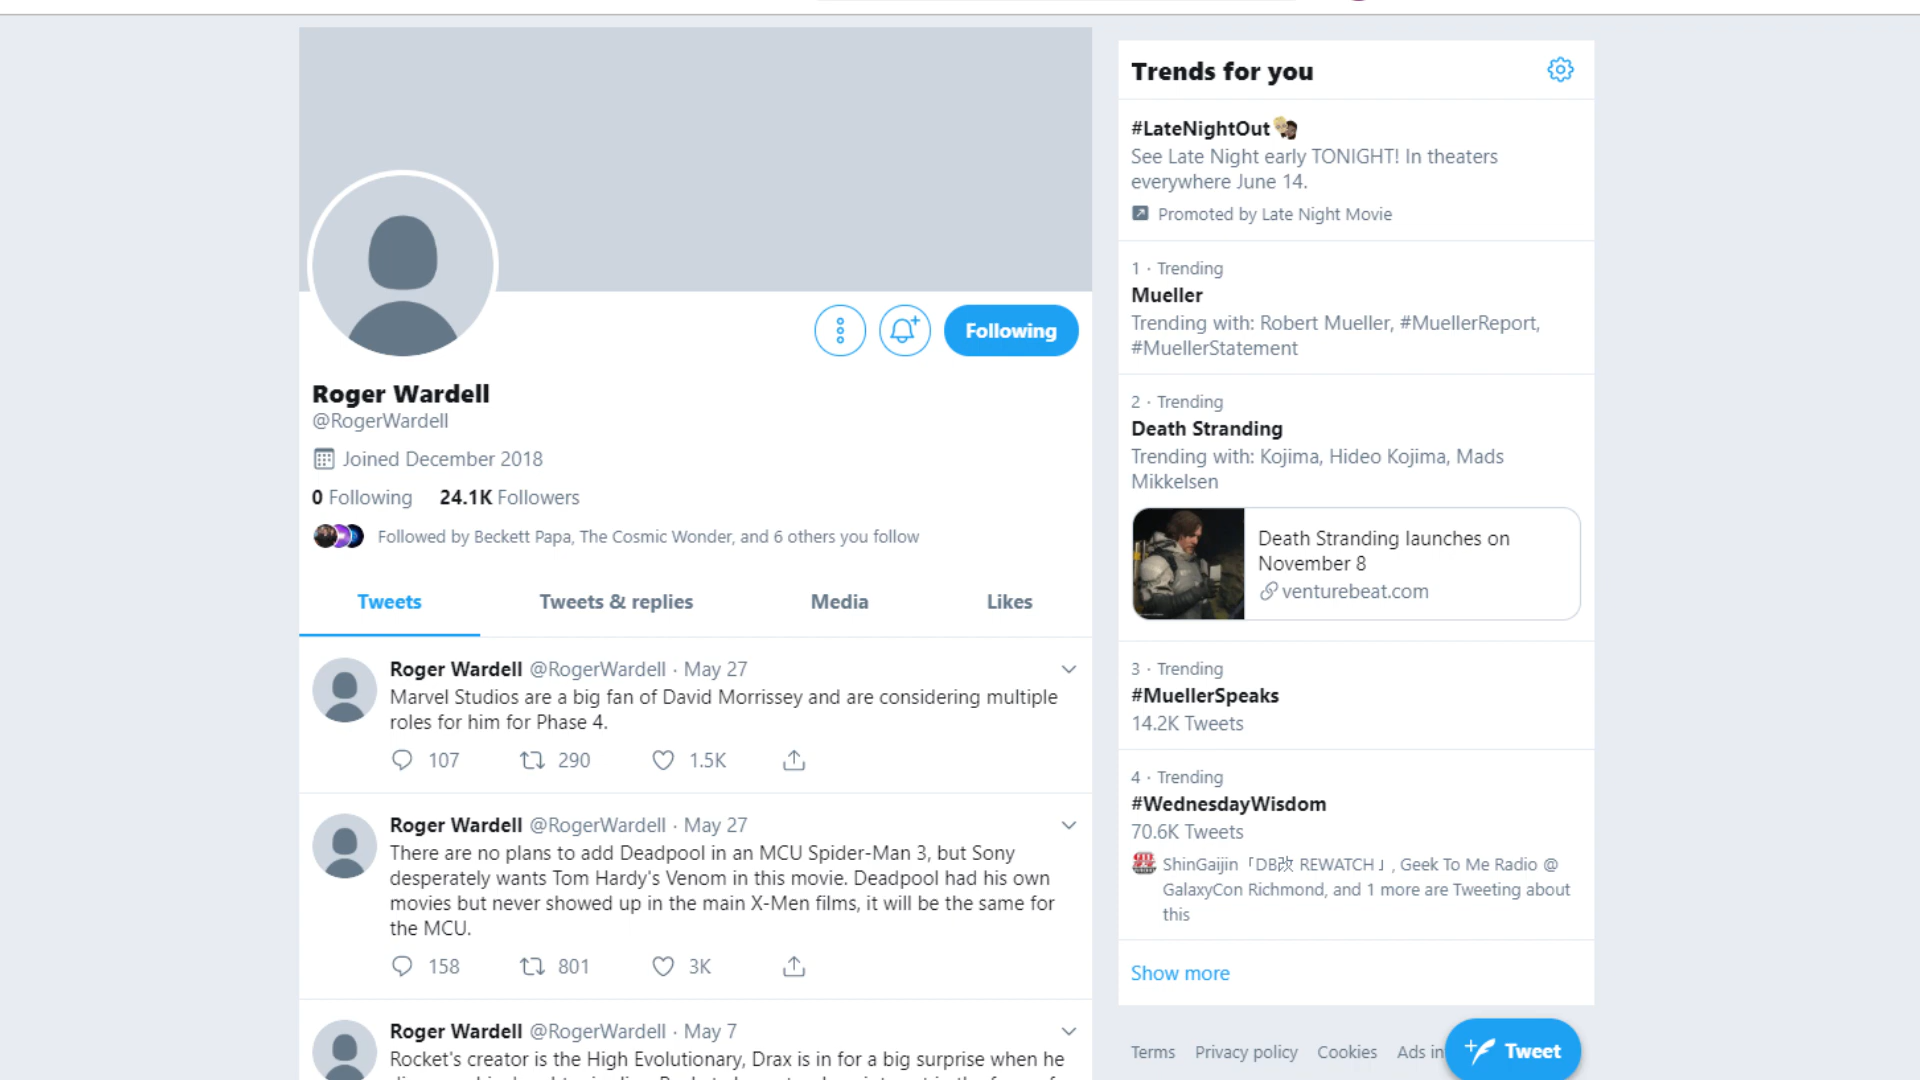 Following
Roger Wardell
@RogerWardell
Joined December 2018
0 Following 24.1K Followers
Followed by Beckett Papa, The Cosmic Wonder, and 6 others you follow
Tweets Tweets & replies Media Likes
Roger Wardell @RogerWardell · May 27
Marvel Studios are a big fan of David Morrissey and are considering multiple
roles for him for Phase 4.
107 290 1.5K
Roger Wardell @RogerWardell · May 27
There are no plans to add Deadpool in an MCU Spider-Man 3, but Sony
desperately wants Tom Hardy's Venom in this movie. Deadpool had his own
movies but never showed up in the main X-Men films, it will be the same for
the MCU.
158 801 3K
Roger Wardell @RogerWardell · May 7
Rocket's creator is the High Evolutionary, Drax is in for a big surprise when he
Trends for you
#LateNightOut
See Late Night early TONIGHT! In theaters
everywhere June 14.
Promoted by Late Night Movie
1 · Trending
Mueller
Trending with: Robert Mueller, #MuellerReport,
#MuellerStatement
2 · Trending
Death Stranding
Trending with: Kojima, Hideo Kojima, Mads
Mikkelsen
Death Stranding launches on
November 8
venturebeat.com
3 · Trending
#MuellerSpeaks
14.2K Tweets
4 · Trending
#WednesdayWisdom
70.6K Tweets
ShinGaijin「DB改 REWATCH」, Geek To Me Radio @
GalaxyCon Richmond, and 1 more are Tweeting about
this
Show more
Terms Privacy policy Cookies Ads in
Tweet